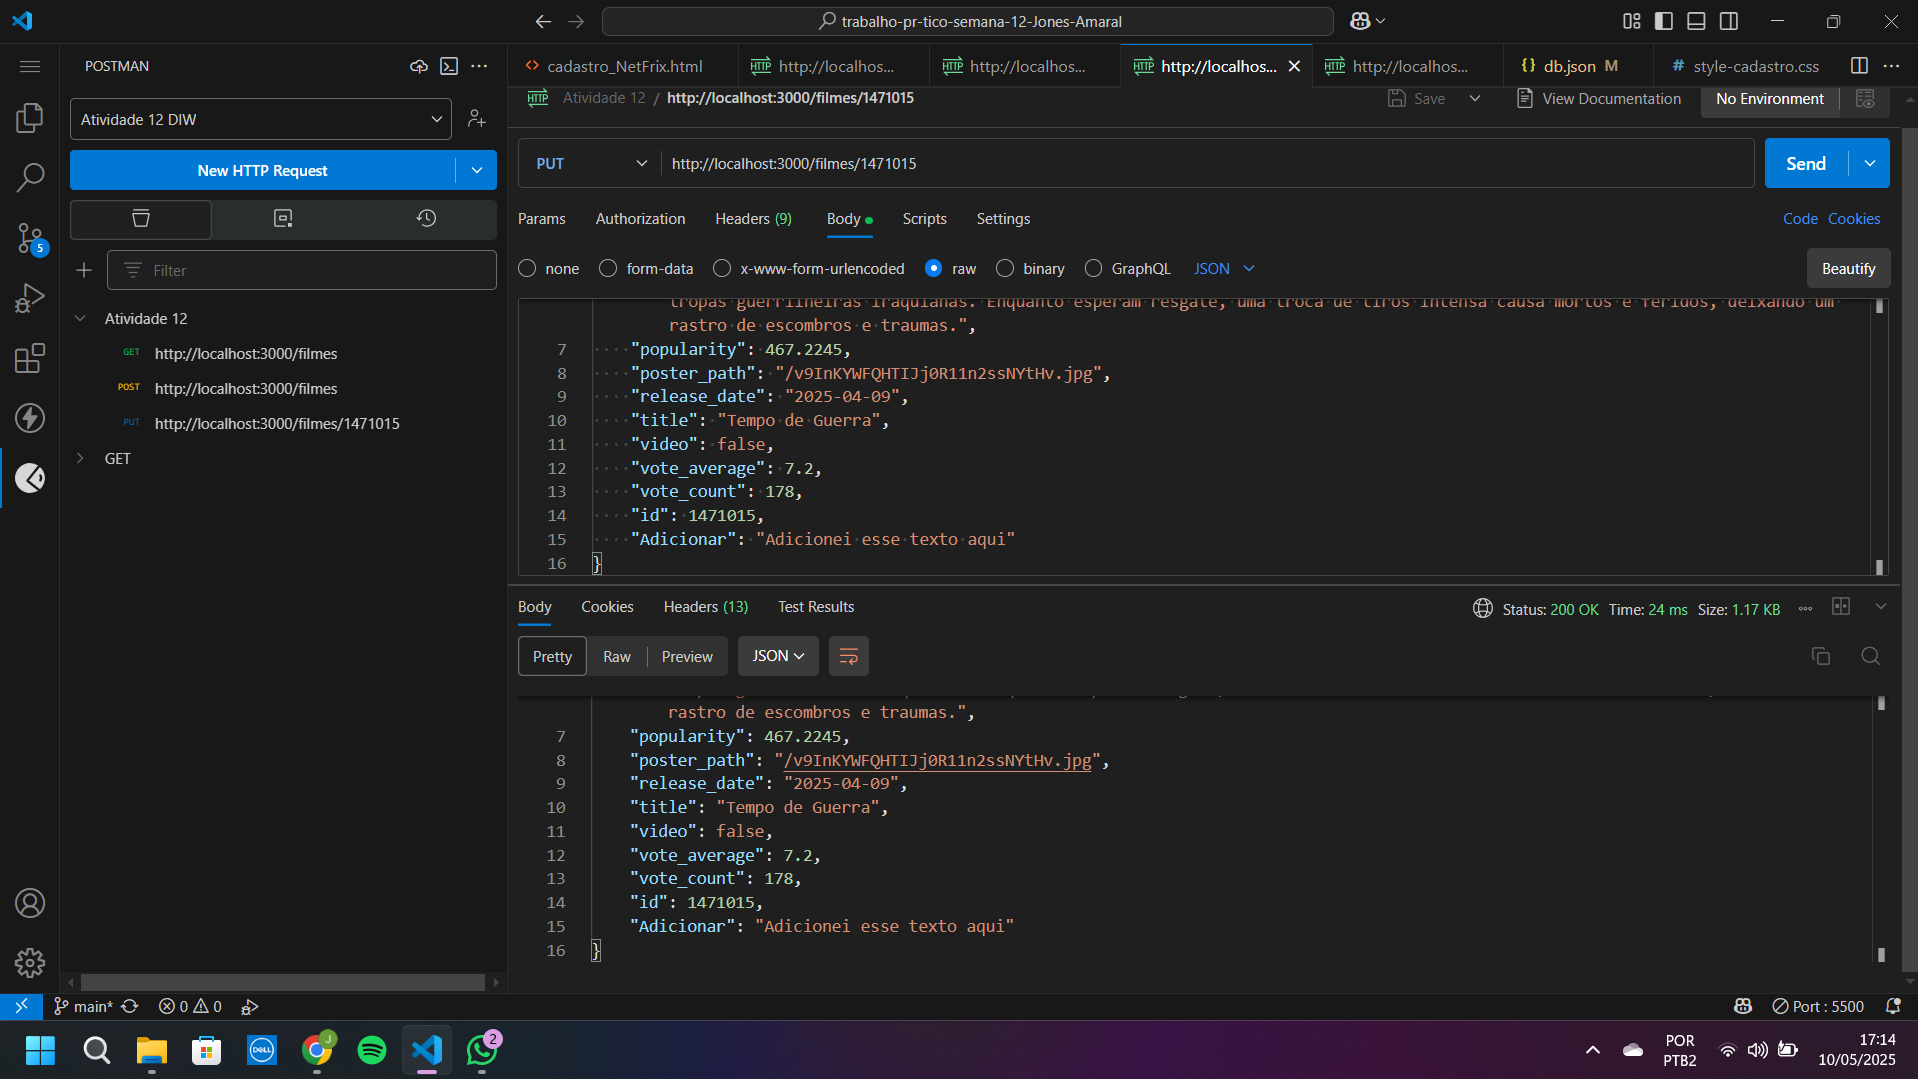 trabalho-pr-tico-semana-12-Jones-Amaral
POSTMAN
cadastro_NetFrix.html
HTTP http://localhos...
HTTP http://localhos...
HTTP http://localhos...
HTTP http://localhos...
{} db.json M
# style-cadastro.css
Atividade 12 DIW
New HTTP Request
5
Filter
Atividade 12
GET http://localhost:3000/filmes
POST http://localhost:3000/filmes
PUT http://localhost:3000/filmes/1471015
GET
HTTP Atividade 12 / http://localhost:3000/filmes/1471015
Save
View Documentation
No Environment
PUT http://localhost:3000/filmes/1471015
Send
Params Authorization Headers (9) Body Scripts Settings
Code Cookies
none form-data x-www-form-urlencoded raw binary GraphQL JSON
Beautify
tropas guerrilheiras iraquianas. Enquanto esperam resgate, uma troca de tiros intensa causa mortos e feridos, deixando um
rastro de escombros e traumas.",
7 "popularity": 467.2245,
8 "poster_path": "/v9InKYWFQHTIJj0R11n2ssNYtHv.jpg",
9 "release_date": "2025-04-09",
10 "title": "Tempo de Guerra",
11 "video": false,
12 "vote_average": 7.2,
13 "vote_count": 178,
14 "id": 1471015,
15 "Adicionar": "Adicionei esse texto aqui"
16 }
Body Cookies Headers (13) Test Results
Status: 200 OK Time: 24 ms Size: 1.17 KB
Pretty Raw Preview JSON
rastro de escombros e traumas.",
7 "popularity": 467.2245,
8 "poster_path": "/v9InKYWFQHTIJj0R11n2ssNYtHv.jpg",
9 "release_date": "2025-04-09",
10 "title": "Tempo de Guerra",
11 "video": false,
12 "vote_average": 7.2,
13 "vote_count": 178,
14 "id": 1471015,
15 "Adicionar": "Adicionei esse texto aqui"
16 }
main* 0 0
Port : 5500
DELL
J
2
POR
PTB2
17:14
10/05/2025